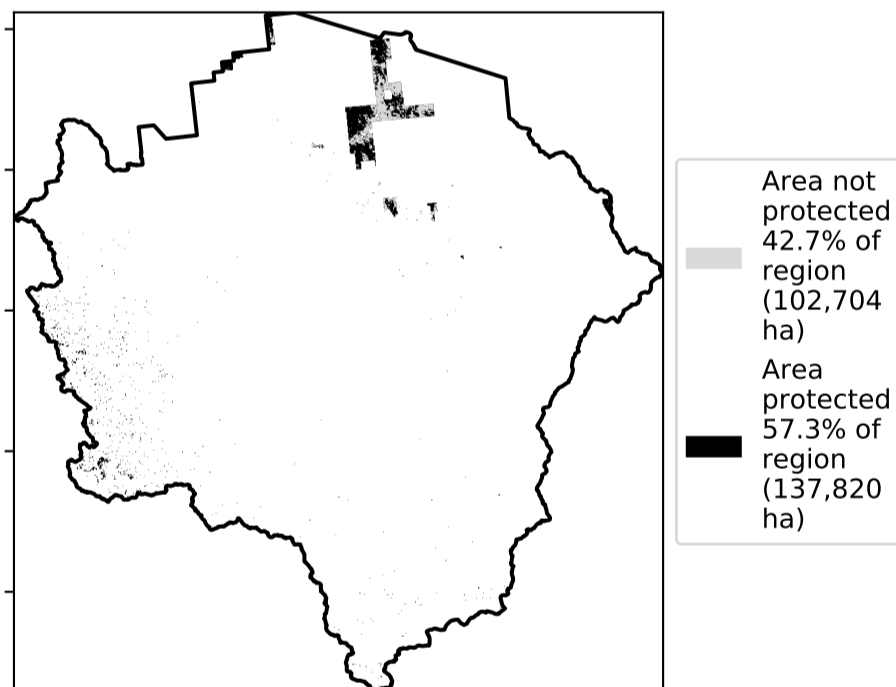 Area not
protected
42.7% of
region
(102,704
ha)
Area
protected
57.3% of
region
(137,820
ha)